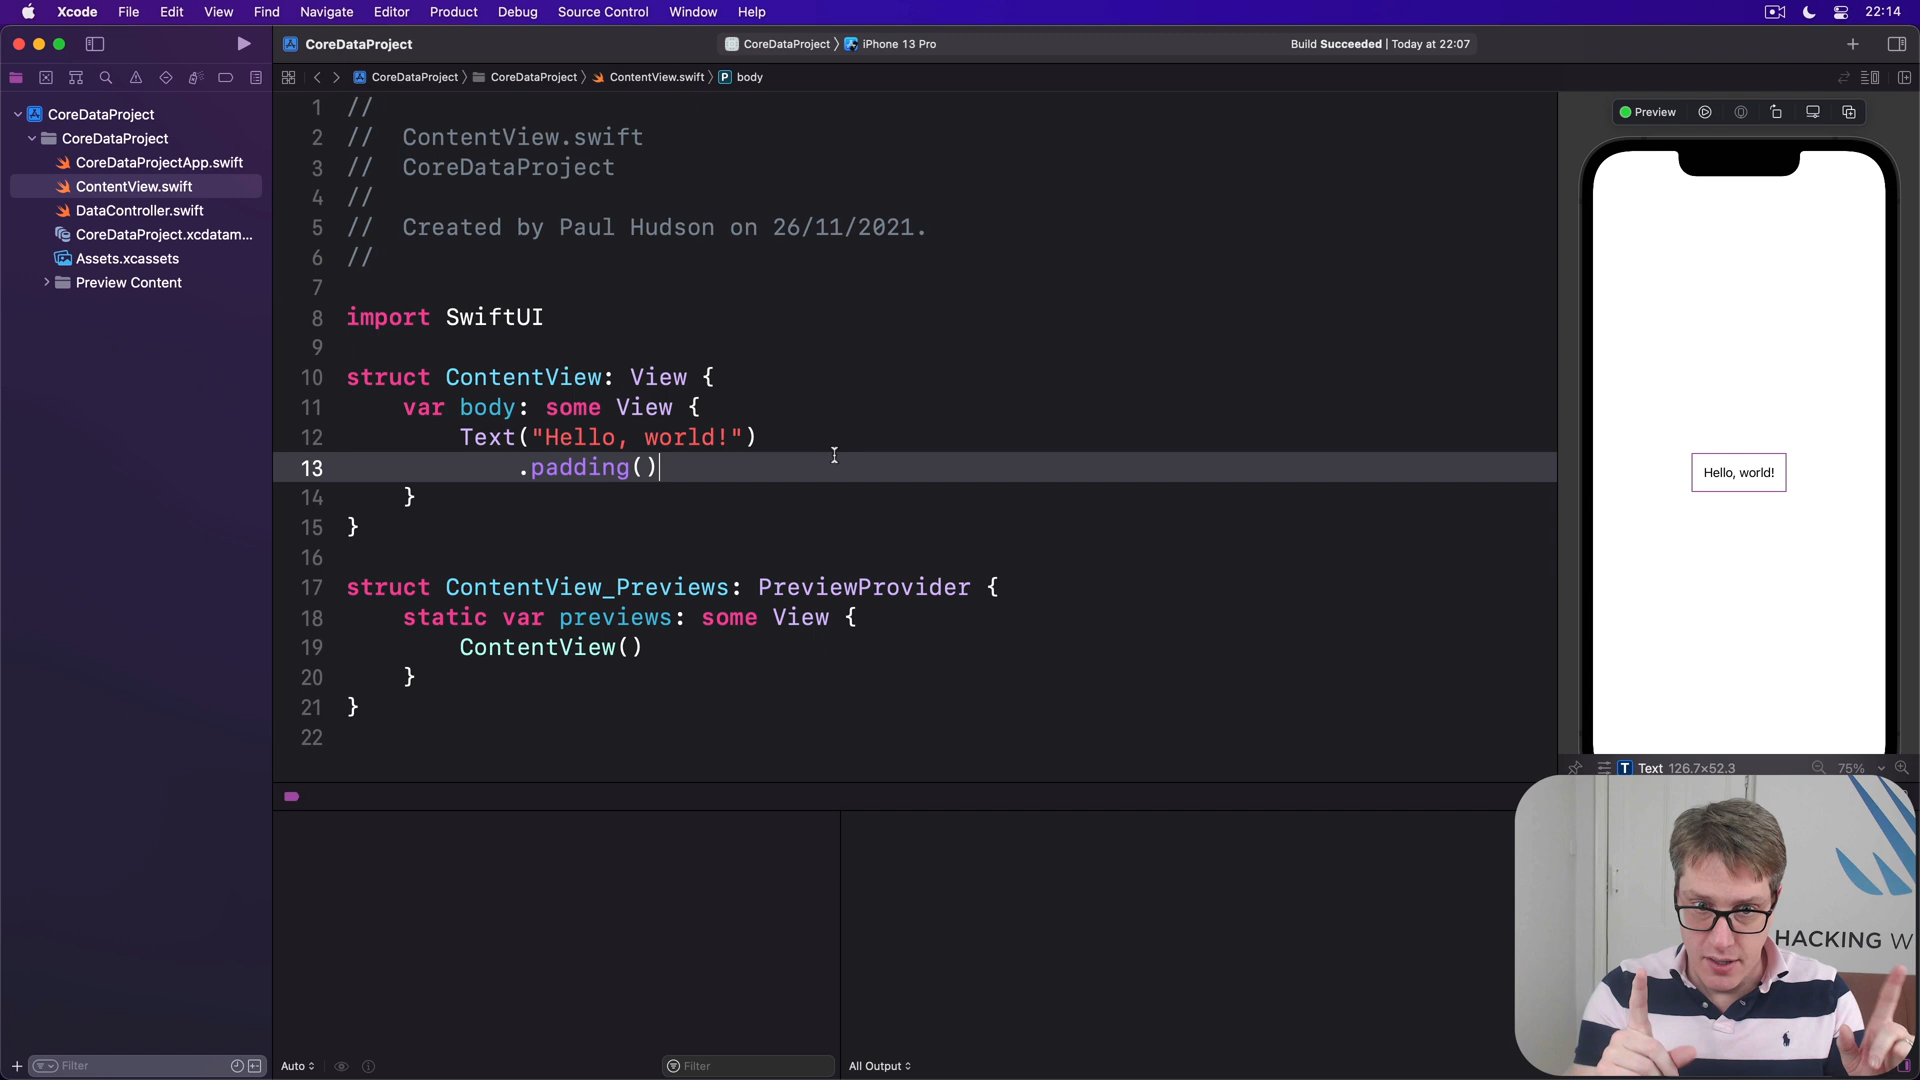 Xcode File Edit View Find Navigate Editor Product Debug Source Control Window Help 22:14
CoreDataProject CoreDataProject iPhone 13 Pro Build Succeeded | Today at 22:07
CoreDataProject CoreDataProject ContentView.swift P body
CoreDataProject
CoreDataProject
CoreDataProjectApp.swift
ContentView.swift
DataController.swift
CoreDataProject.xcdatam...
Assets.xcassets
Preview Content
1 //
2 // ContentView.swift
3 // CoreDataProject
4 //
5 // Created by Paul Hudson on 26/11/2021.
6 //
7
8 import SwiftUI
9
10 struct ContentView: View {
11 var body: some View {
12 Text("Hello, world!")
13 .padding()
14 }
15 }
16
17 struct ContentView_Previews: PreviewProvider {
18 static var previews: some View {
19 ContentView()
20 }
21 }
22
Preview
Hello, world!
T Text 126.7×52.3 75%
HACKING W
Filter
Auto
Filter
All Output